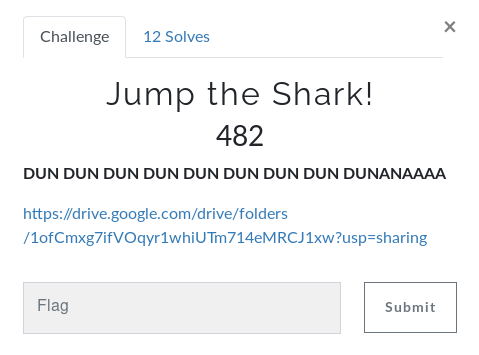 Challenge
12 Solves
×
Jump the Shark!
482
DUN DUN DUN DUN DUN DUN DUN DUN DUNANAAAA
https://drive.google.com/drive/folders
/1ofCmxg7ifVOqyr1whiUTm714eMRCJ1xw?usp=sharing
Flag
Submit